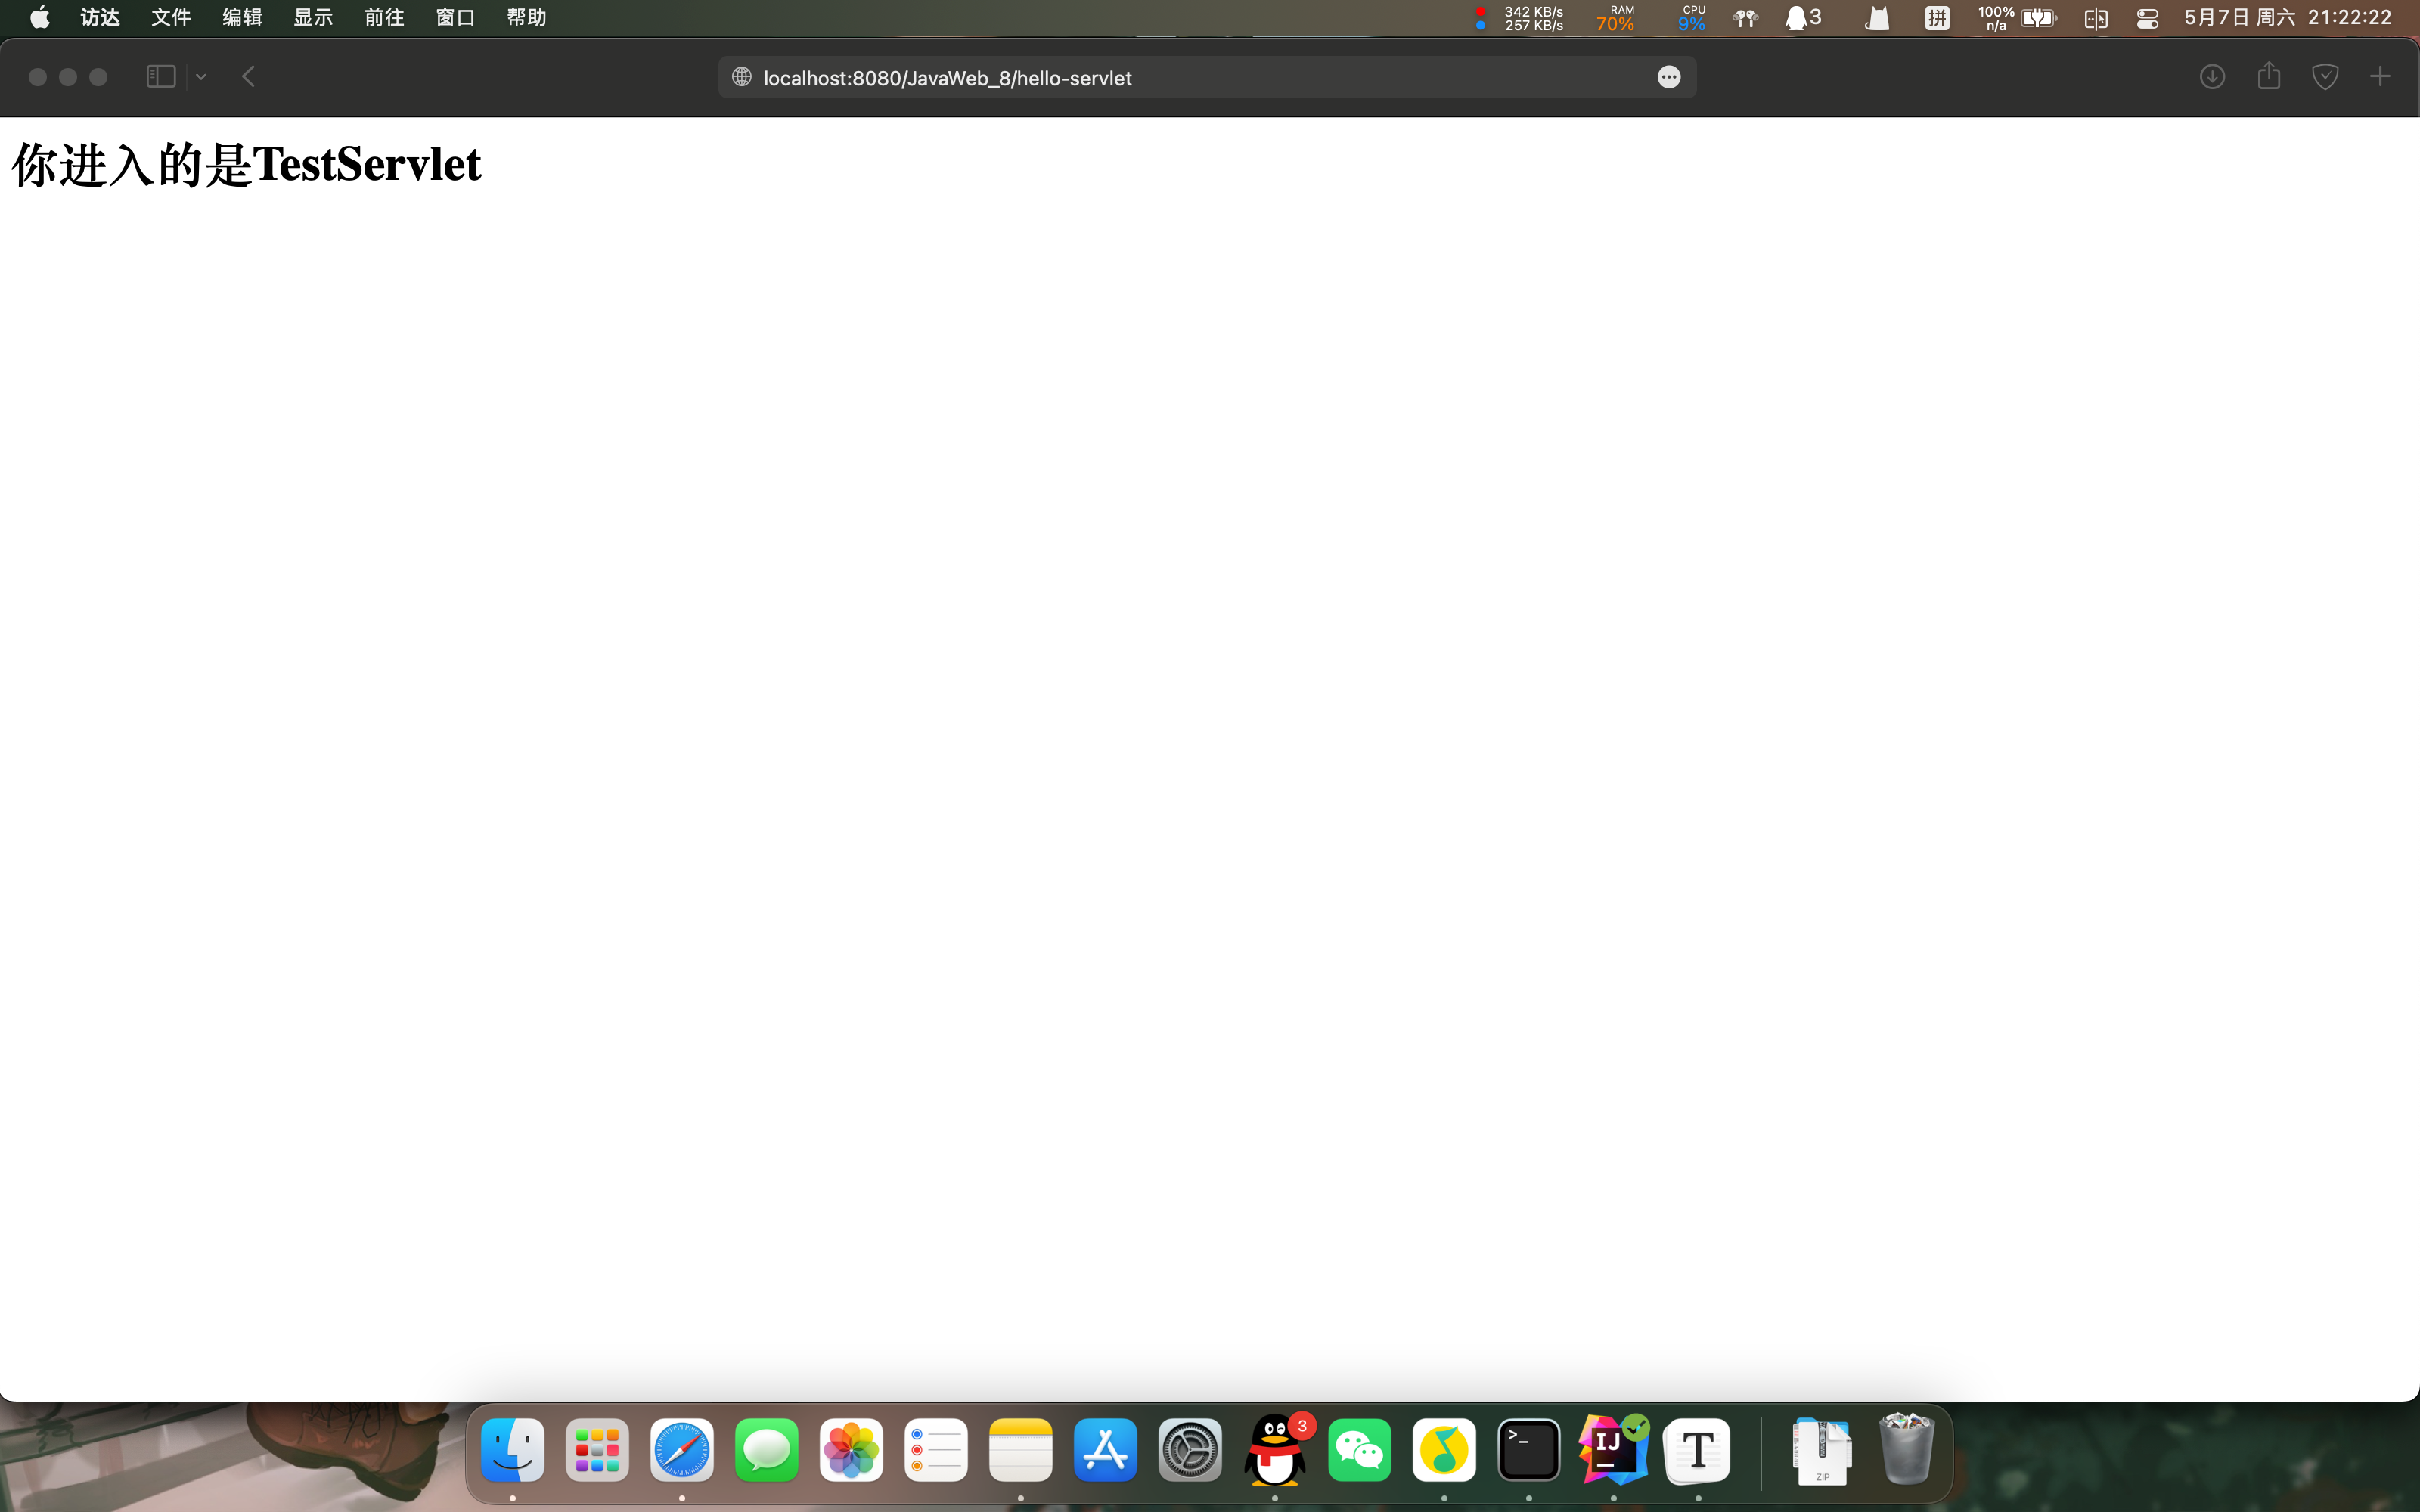 访达 文件 编辑 显示 前往 窗口 帮助
342 KB/s
257 KB/s
RAM
70%
CPU
9%
3
拼
100%
n/a
5月7日 周六 21:22:22
localhost:8080/JavaWeb_8/hello-servlet
你进入的是TestServlet
3
>_
IJ
T
ZIP